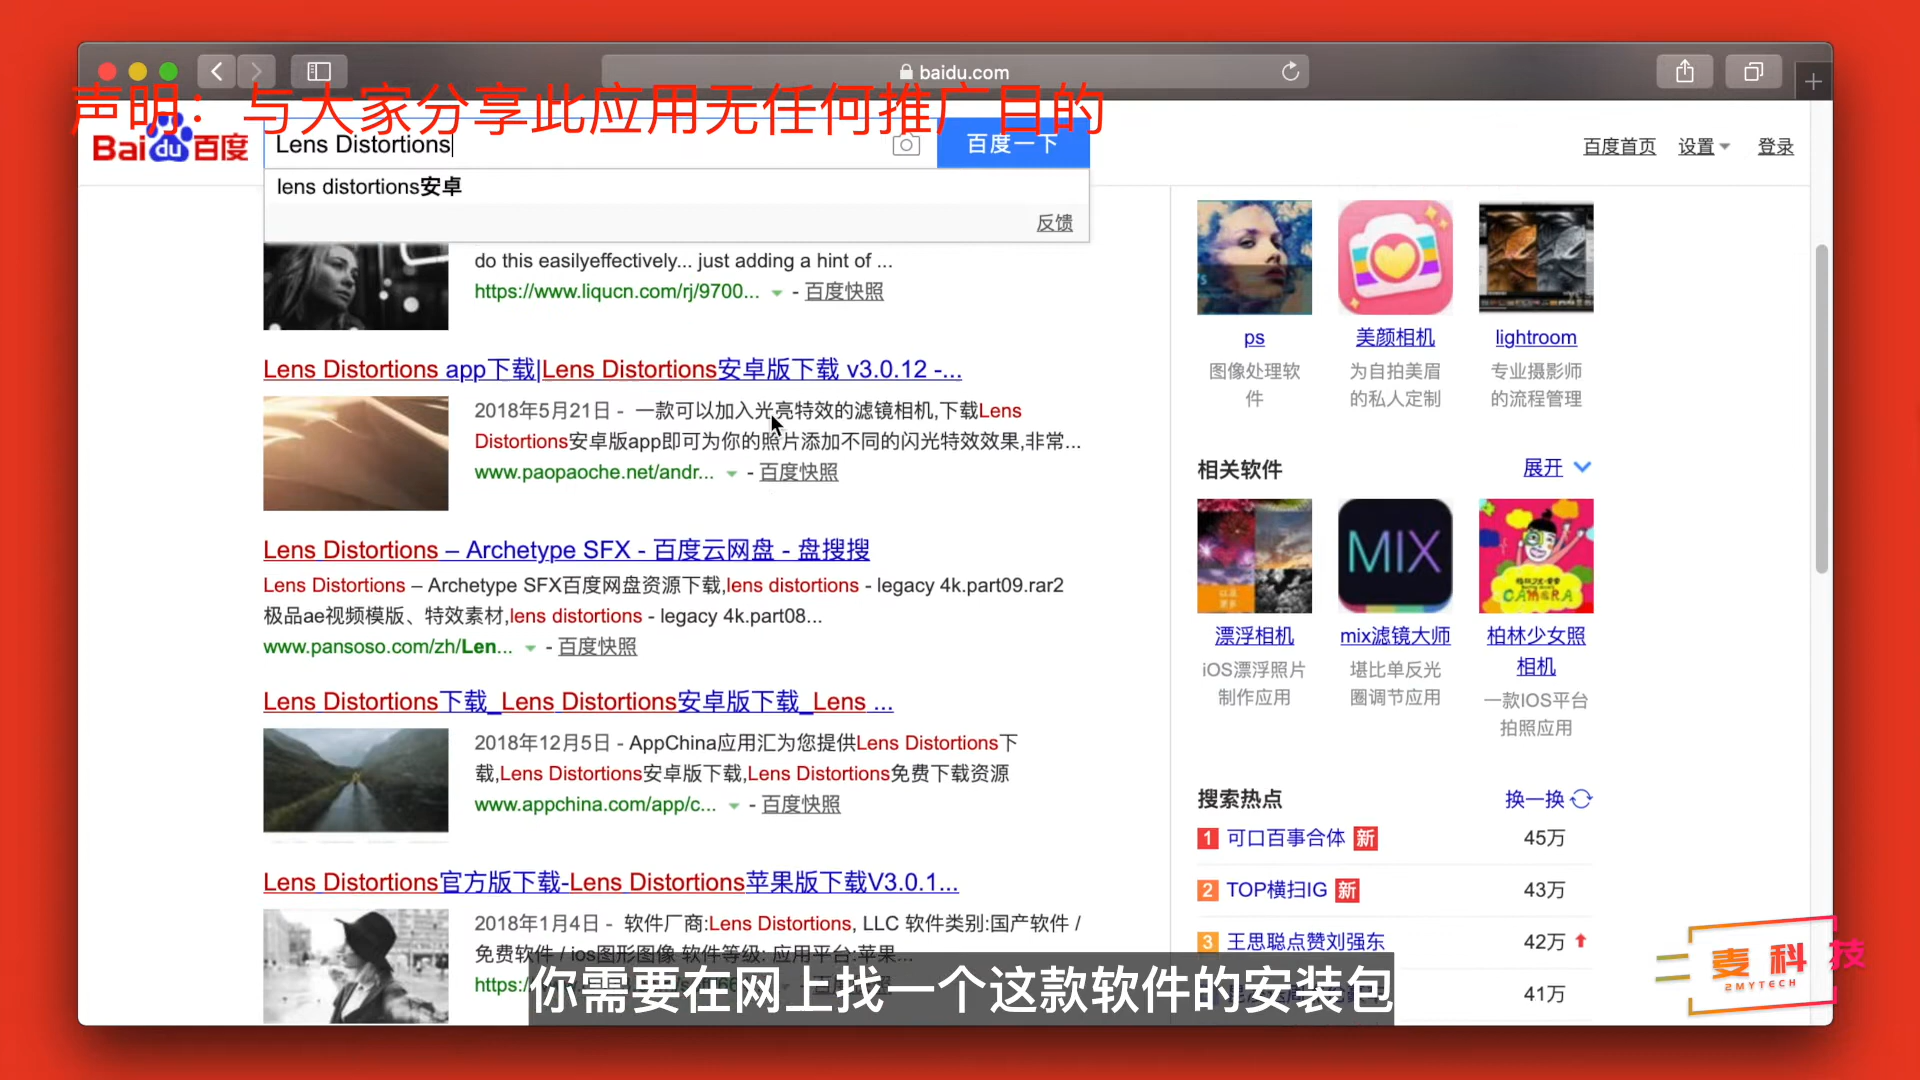 baidu.com
声明：与大家分享此应用无任何推广目的
Bai du 百度
Lens Distortions
百度一下
百度首页 设置 登录
lens distortions安卓
反馈
do this easilyeffectively... just adding a hint of ...
https://www.liqucn.com/rj/9700... - 百度快照
Lens Distortions app下载|Lens Distortions安卓版下载 v3.0.12 -...
2018年5月21日 - 一款可以加入光亮特效的滤镜相机,下载Lens
Distortions安卓版app即可为你的照片添加不同的闪光特效效果,非常...
www.paopaoche.net/andr... - 百度快照
Lens Distortions – Archetype SFX - 百度云网盘 - 盘搜搜
Lens Distortions – Archetype SFX百度网盘资源下载,lens distortions - legacy 4k.part09.rar2
极品ae视频模版、特效素材,lens distortions - legacy 4k.part08...
www.pansoso.com/zh/Len... - 百度快照
Lens Distortions下载_Lens Distortions安卓版下载_Lens ...
2018年12月5日 - AppChina应用汇为您提供Lens Distortions下
载,Lens Distortions安卓版下载,Lens Distortions免费下载资源
www.appchina.com/app/c... - 百度快照
Lens Distortions官方版下载-Lens Distortions苹果版下载V3.0.1...
2018年1月4日 - 软件厂商:Lens Distortions, LLC 软件类别:国产软件 /
免费软件 / ios图形图像 软件等级: 应用平台:苹果...
ps 美颜相机 lightroom
图像处理软 为自拍美眉 专业摄影师
件 的私人定制 的流程管理
相关软件 展开
MIX
CAMERA
漂浮相机 mix滤镜大师 柏林少女照
相机
iOS漂浮照片 堪比单反光 一款IOS平台
制作应用 圈调节应用 拍照应用
搜索热点 换一换
1 可口百事合体 新 45万
2 TOP横扫IG 新 43万
3 王思聪点赞刘强东 42万
41万
你需要在网上找一个这款软件的安装包
二麦科技
2MYTECH